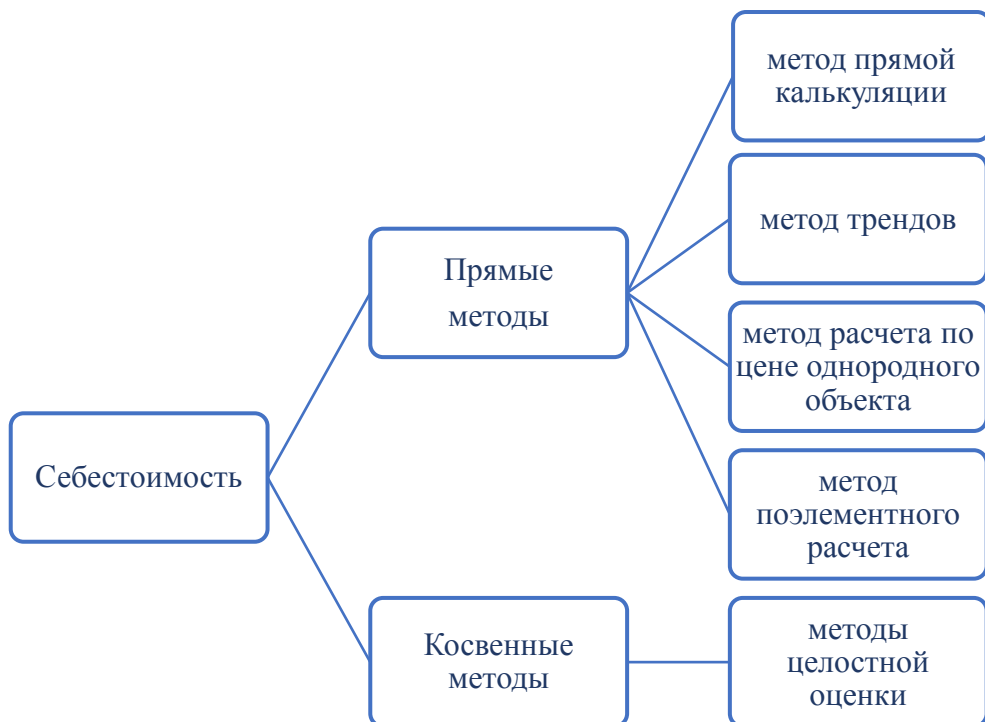 Себестоимость
Прямые
методы
метод прямой
калькуляции
метод трендов
метод расчета по
цене однородного
объекта
метод
поэлементного
расчета
Косвенные
методы
методы
целостной
оценки